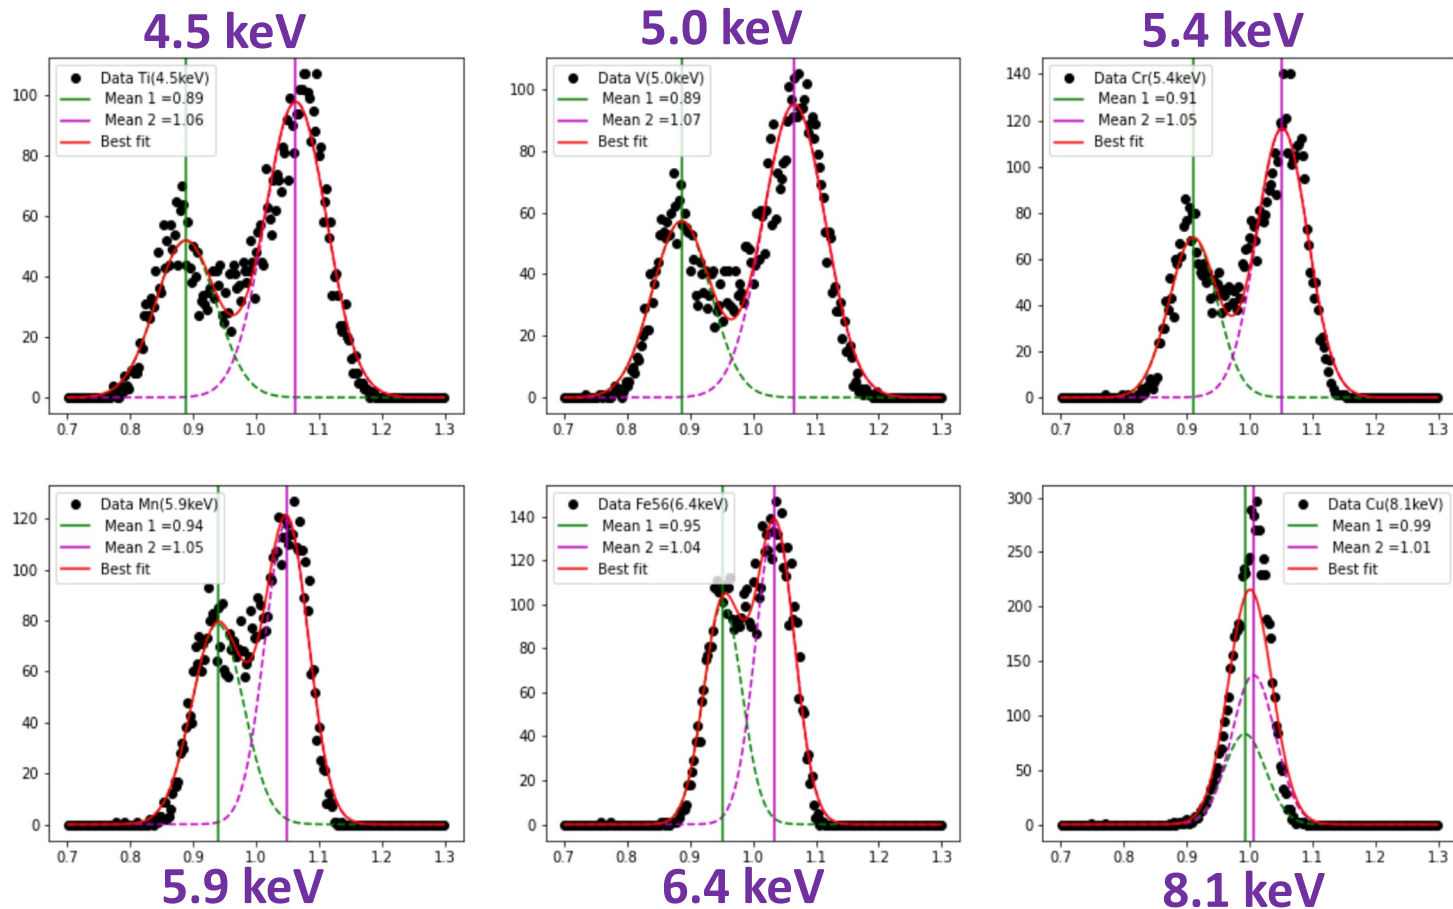 4.5 keV
5.0 keV
5.4 keV
Data Ti(4.5keV)
Mean 1 =0.89
Mean 2 =1.06
Best fit
100
80
60
40
20
0
0.7 0.8 0.9 1.0 1.1 1.2 1.3
Data V(5.0keV)
Mean 1 =0.89
Mean 2 =1.07
Best fit
100
80
60
40
20
0
0.7 0.8 0.9 1.0 1.1 1.2 1.3
Data Cr(5.4keV)
Mean 1 =0.91
Mean 2 =1.05
Best fit
140
120
100
80
60
40
20
0
0.7 0.8 0.9 1.0 1.1 1.2 1.3
Data Mn(5.9keV)
Mean 1 =0.94
Mean 2 =1.05
Best fit
120
100
80
60
40
20
0
0.7 0.8 0.9 1.0 1.1 1.2 1.3
Data Fe56(6.4keV)
Mean 1 =0.95
Mean 2 =1.04
Best fit
140
120
100
80
60
40
20
0
0.7 0.8 0.9 1.0 1.1 1.2 1.3
Data Cu(8.1keV)
Mean 1 =0.99
Mean 2 =1.01
Best fit
300
250
200
150
100
50
0
0.7 0.8 0.9 1.0 1.1 1.2 1.3
5.9 keV
6.4 keV
8.1 keV